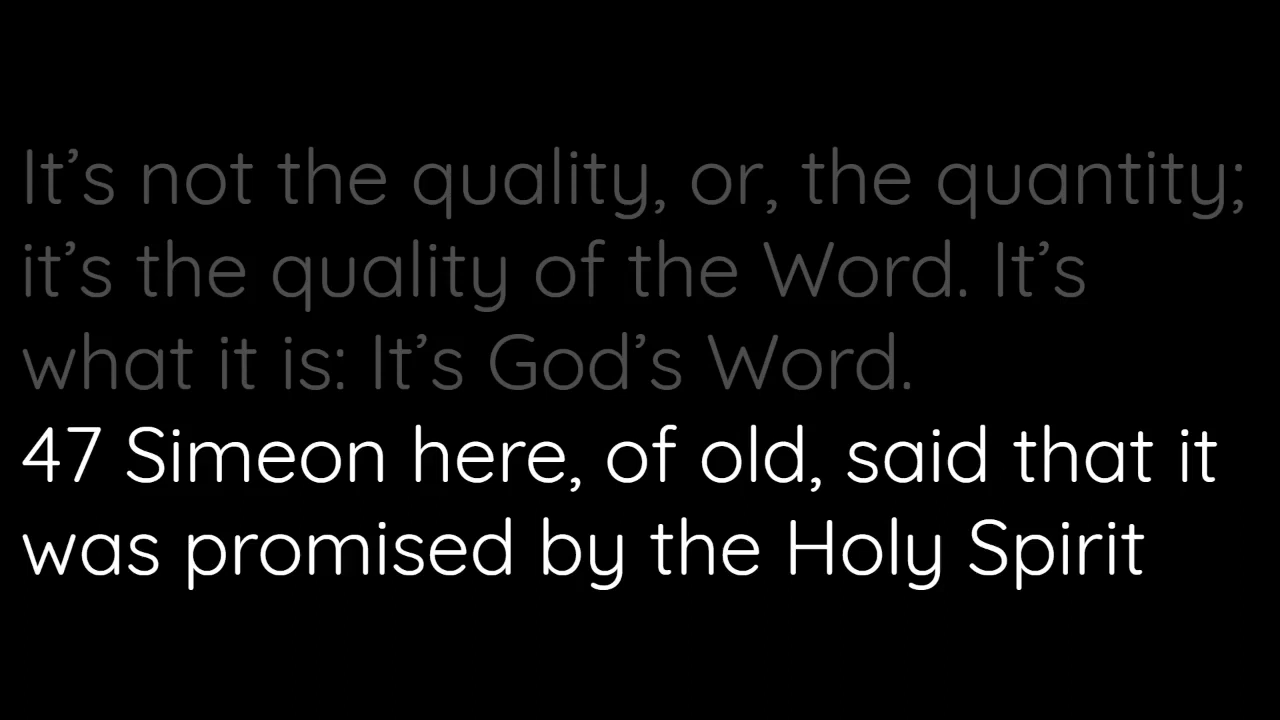 It’s not the quality, or, the quantity;
it’s the quality of the Word. It’s
what it is: It’s God’s Word.
47 Simeon here, of old, said that it
was promised by the Holy Spirit